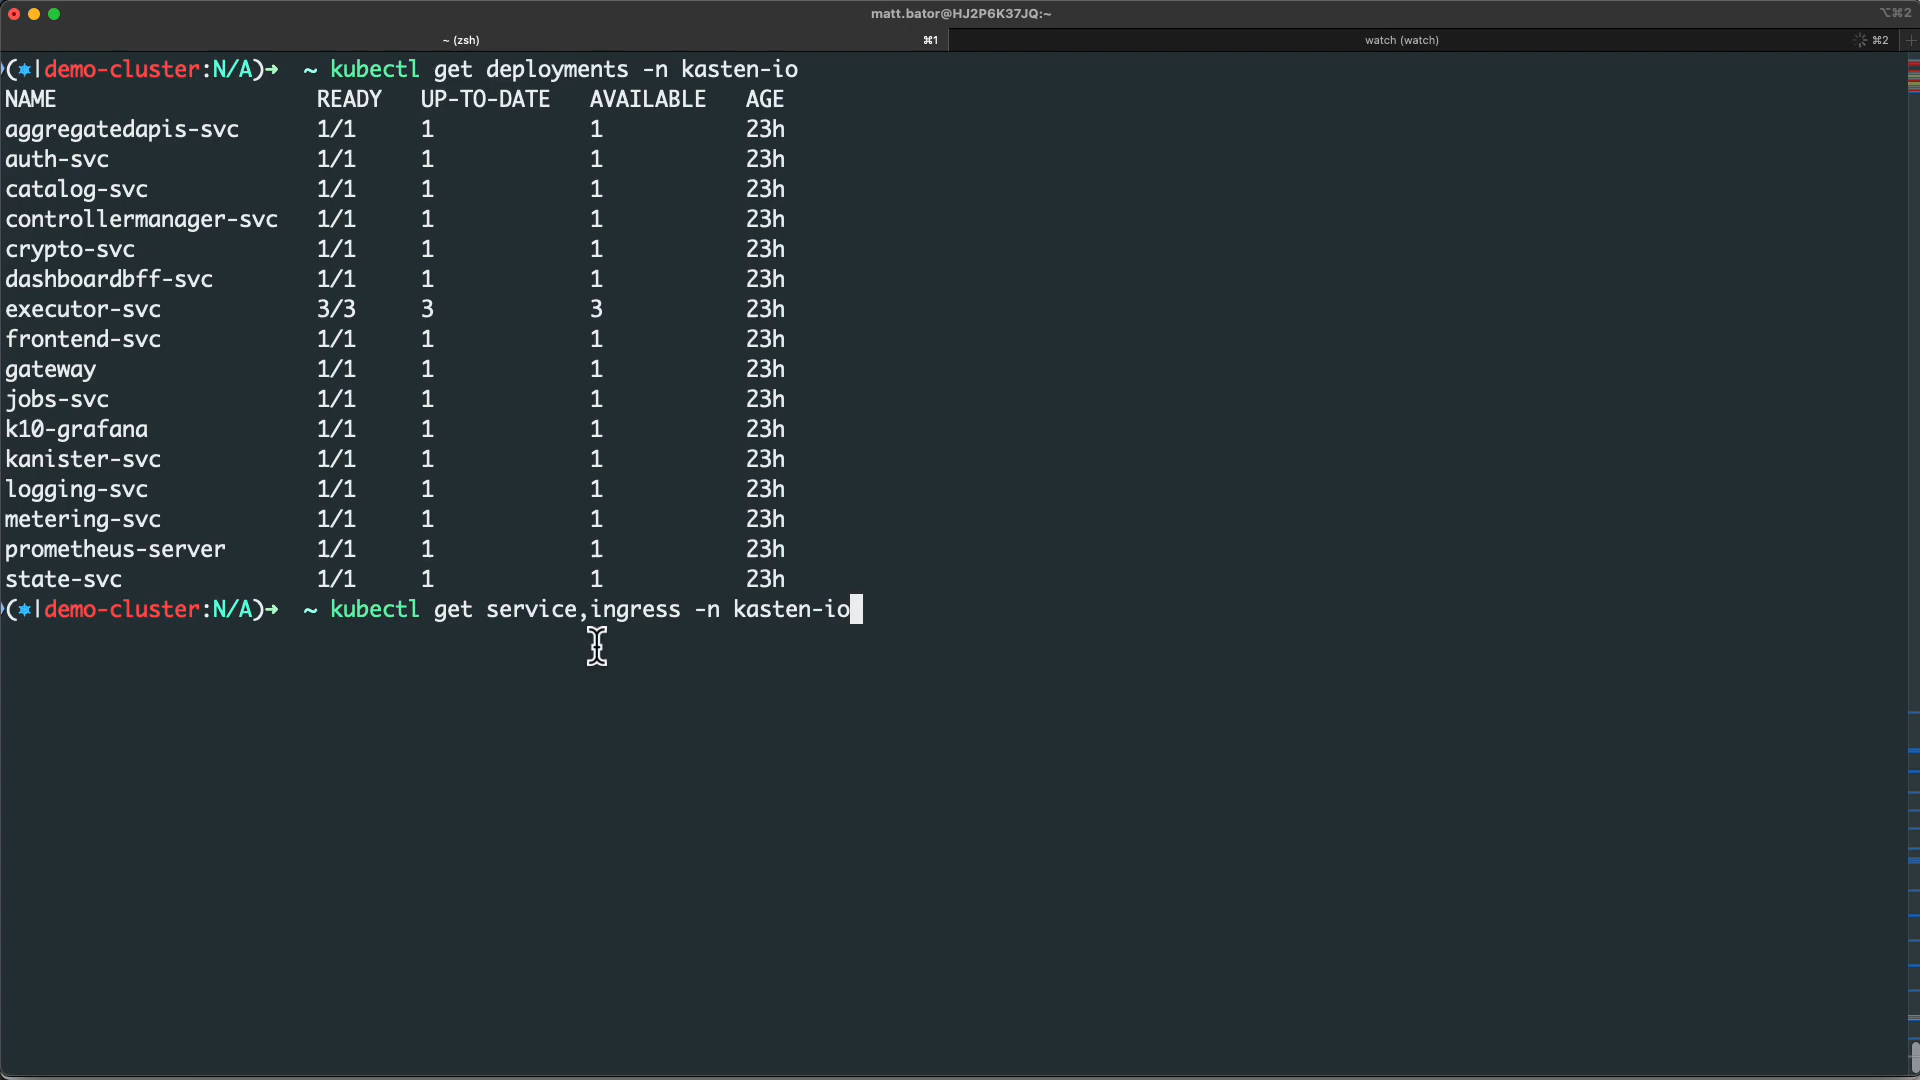 matt.bator@HJ2P6K37JQ:~
⌥⌘2
~ (zsh) ⌘1
watch (watch) ⌘2
(⎈|demo-cluster:N/A)➜ ~ kubectl get deployments -n kasten-io
NAME READY UP-TO-DATE AVAILABLE AGE
aggregatedapis-svc 1/1 1 1 23h
auth-svc 1/1 1 1 23h
catalog-svc 1/1 1 1 23h
controllermanager-svc 1/1 1 1 23h
crypto-svc 1/1 1 1 23h
dashboardbff-svc 1/1 1 1 23h
executor-svc 3/3 3 3 23h
frontend-svc 1/1 1 1 23h
gateway 1/1 1 1 23h
jobs-svc 1/1 1 1 23h
k10-grafana 1/1 1 1 23h
kanister-svc 1/1 1 1 23h
logging-svc 1/1 1 1 23h
metering-svc 1/1 1 1 23h
prometheus-server 1/1 1 1 23h
state-svc 1/1 1 1 23h
(⎈|demo-cluster:N/A)➜ ~ kubectl get service,ingress -n kasten-io